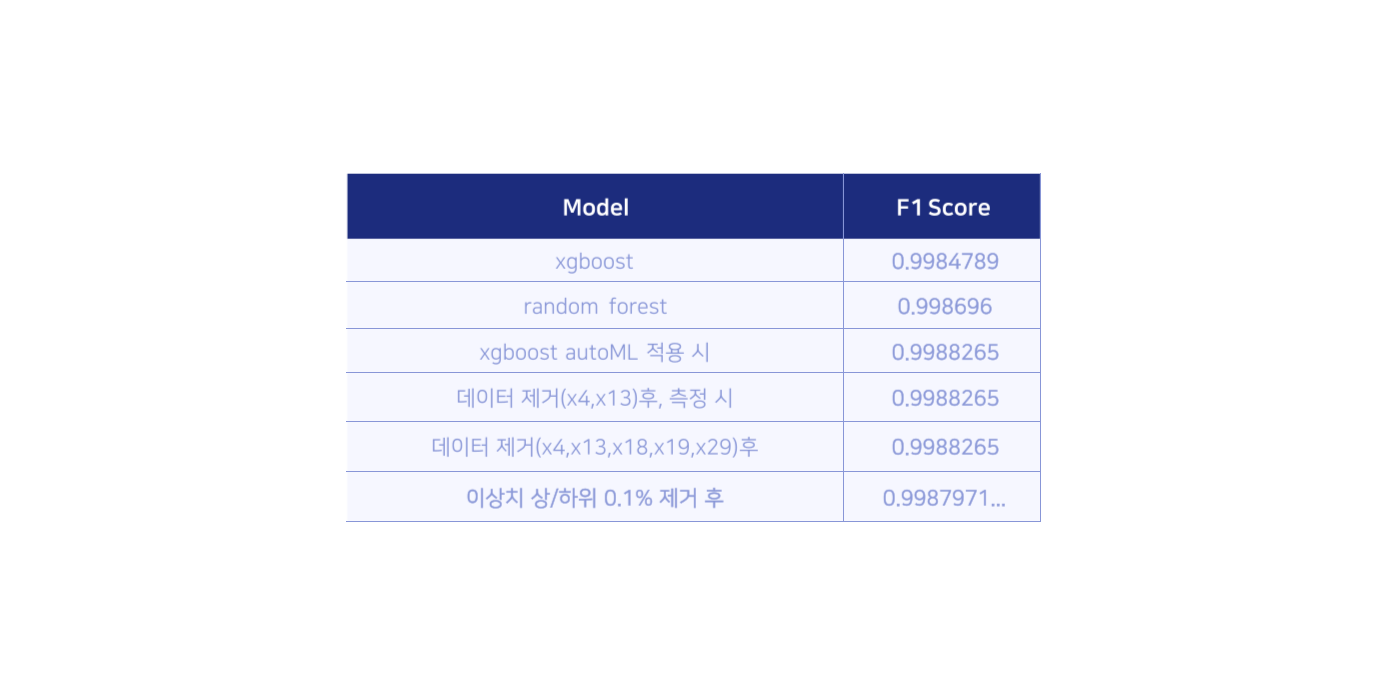 Model F1 Score
xgboost 0.9984789
random forest 0.998696
xgboost autoML 적용 시 0.9988265
데이터 제거(x4,x13)후, 측정 시 0.9988265
데이터 제거(x4,x13,x18,x19,x29)후 0.9988265
이상치 상/하위 0.1% 제거 후 0.9987971...